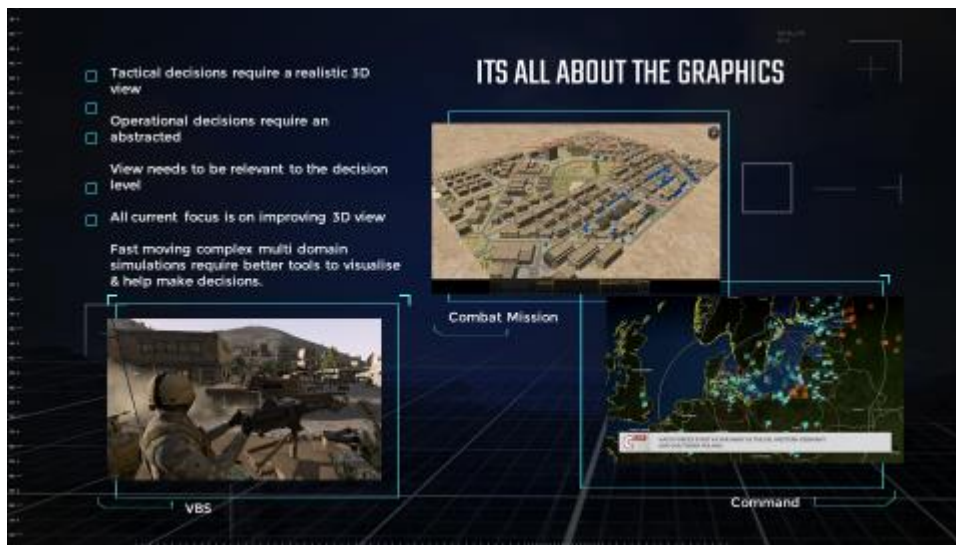 ITS ALL ABOUT THE GRAPHICS
Tactical decisions require a realistic 3D
view
Operational decisions require an
abstracted
View needs to be relevant to the decision
level
All current focus is on improving 3D view
Fast moving complex multi domain
simulations require better tools to visualise
& help make decisions.
Combat Mission
VBS
Command